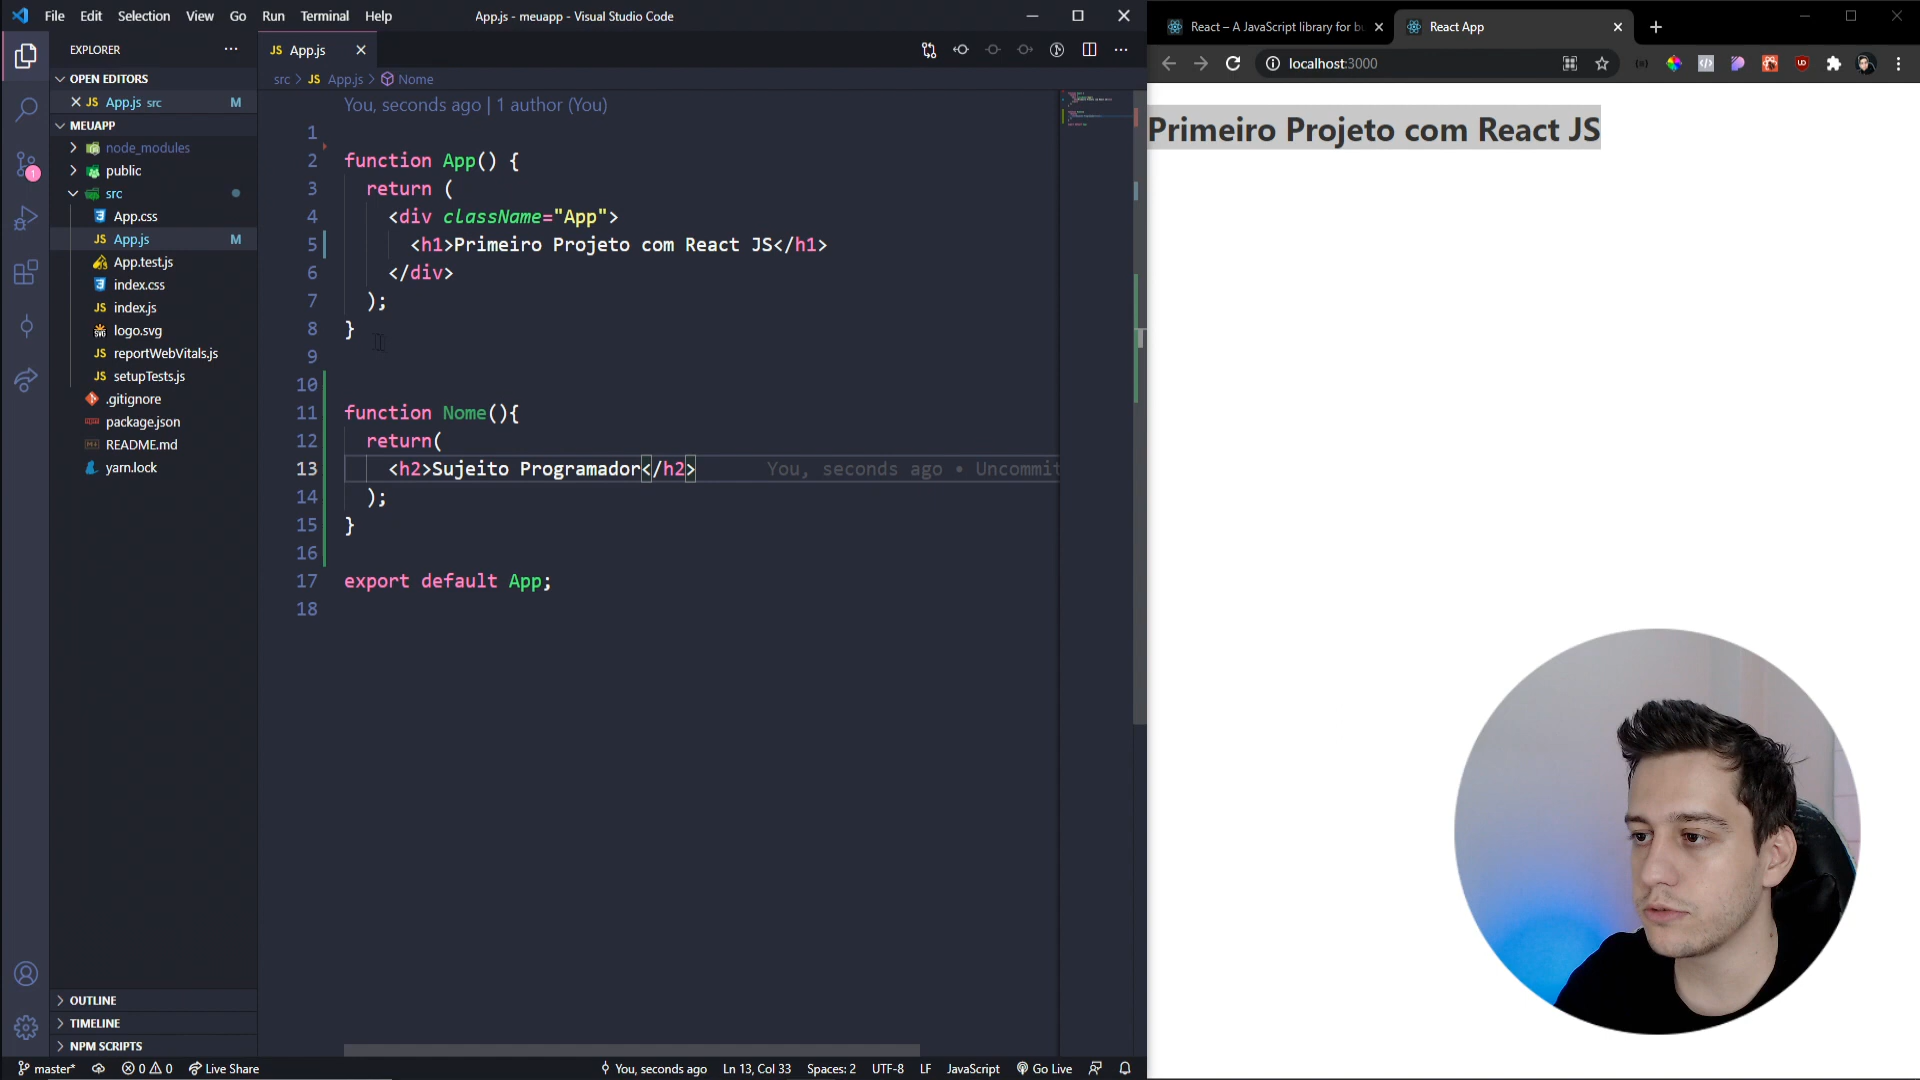 File Edit Selection View Go Run Terminal Help App.js - meuapp - Visual Studio Code
EXPLORER
OPEN EDITORS
App.js src M
MEUAPP
node_modules
public
src
App.css
App.js M
App.test.js
index.css
index.js
logo.svg
reportWebVitals.js
setupTests.js
.gitignore
package.json
README.md
yarn.lock
OUTLINE
TIMELINE
NPM SCRIPTS
JS App.js
src > JS App.js > Nome
You, seconds ago | 1 author (You)
1
2 function App() {
3 return (
4 <div className="App">
5 <h1>Primeiro Projeto com React JS</h1>
6 </div>
7 );
8 }
9
10
11 function Nome(){
12 return(
13 <h2>Sujeito Programador</h2> You, seconds ago • Uncommit
14 );
15 }
16
17 export default App;
18
master* 0 0 Live Share You, seconds ago Ln 13, Col 33 Spaces: 2 UTF-8 LF JavaScript Go Live
React – A JavaScript library for bu
React App
localhost:3000
Primeiro Projeto com React JS